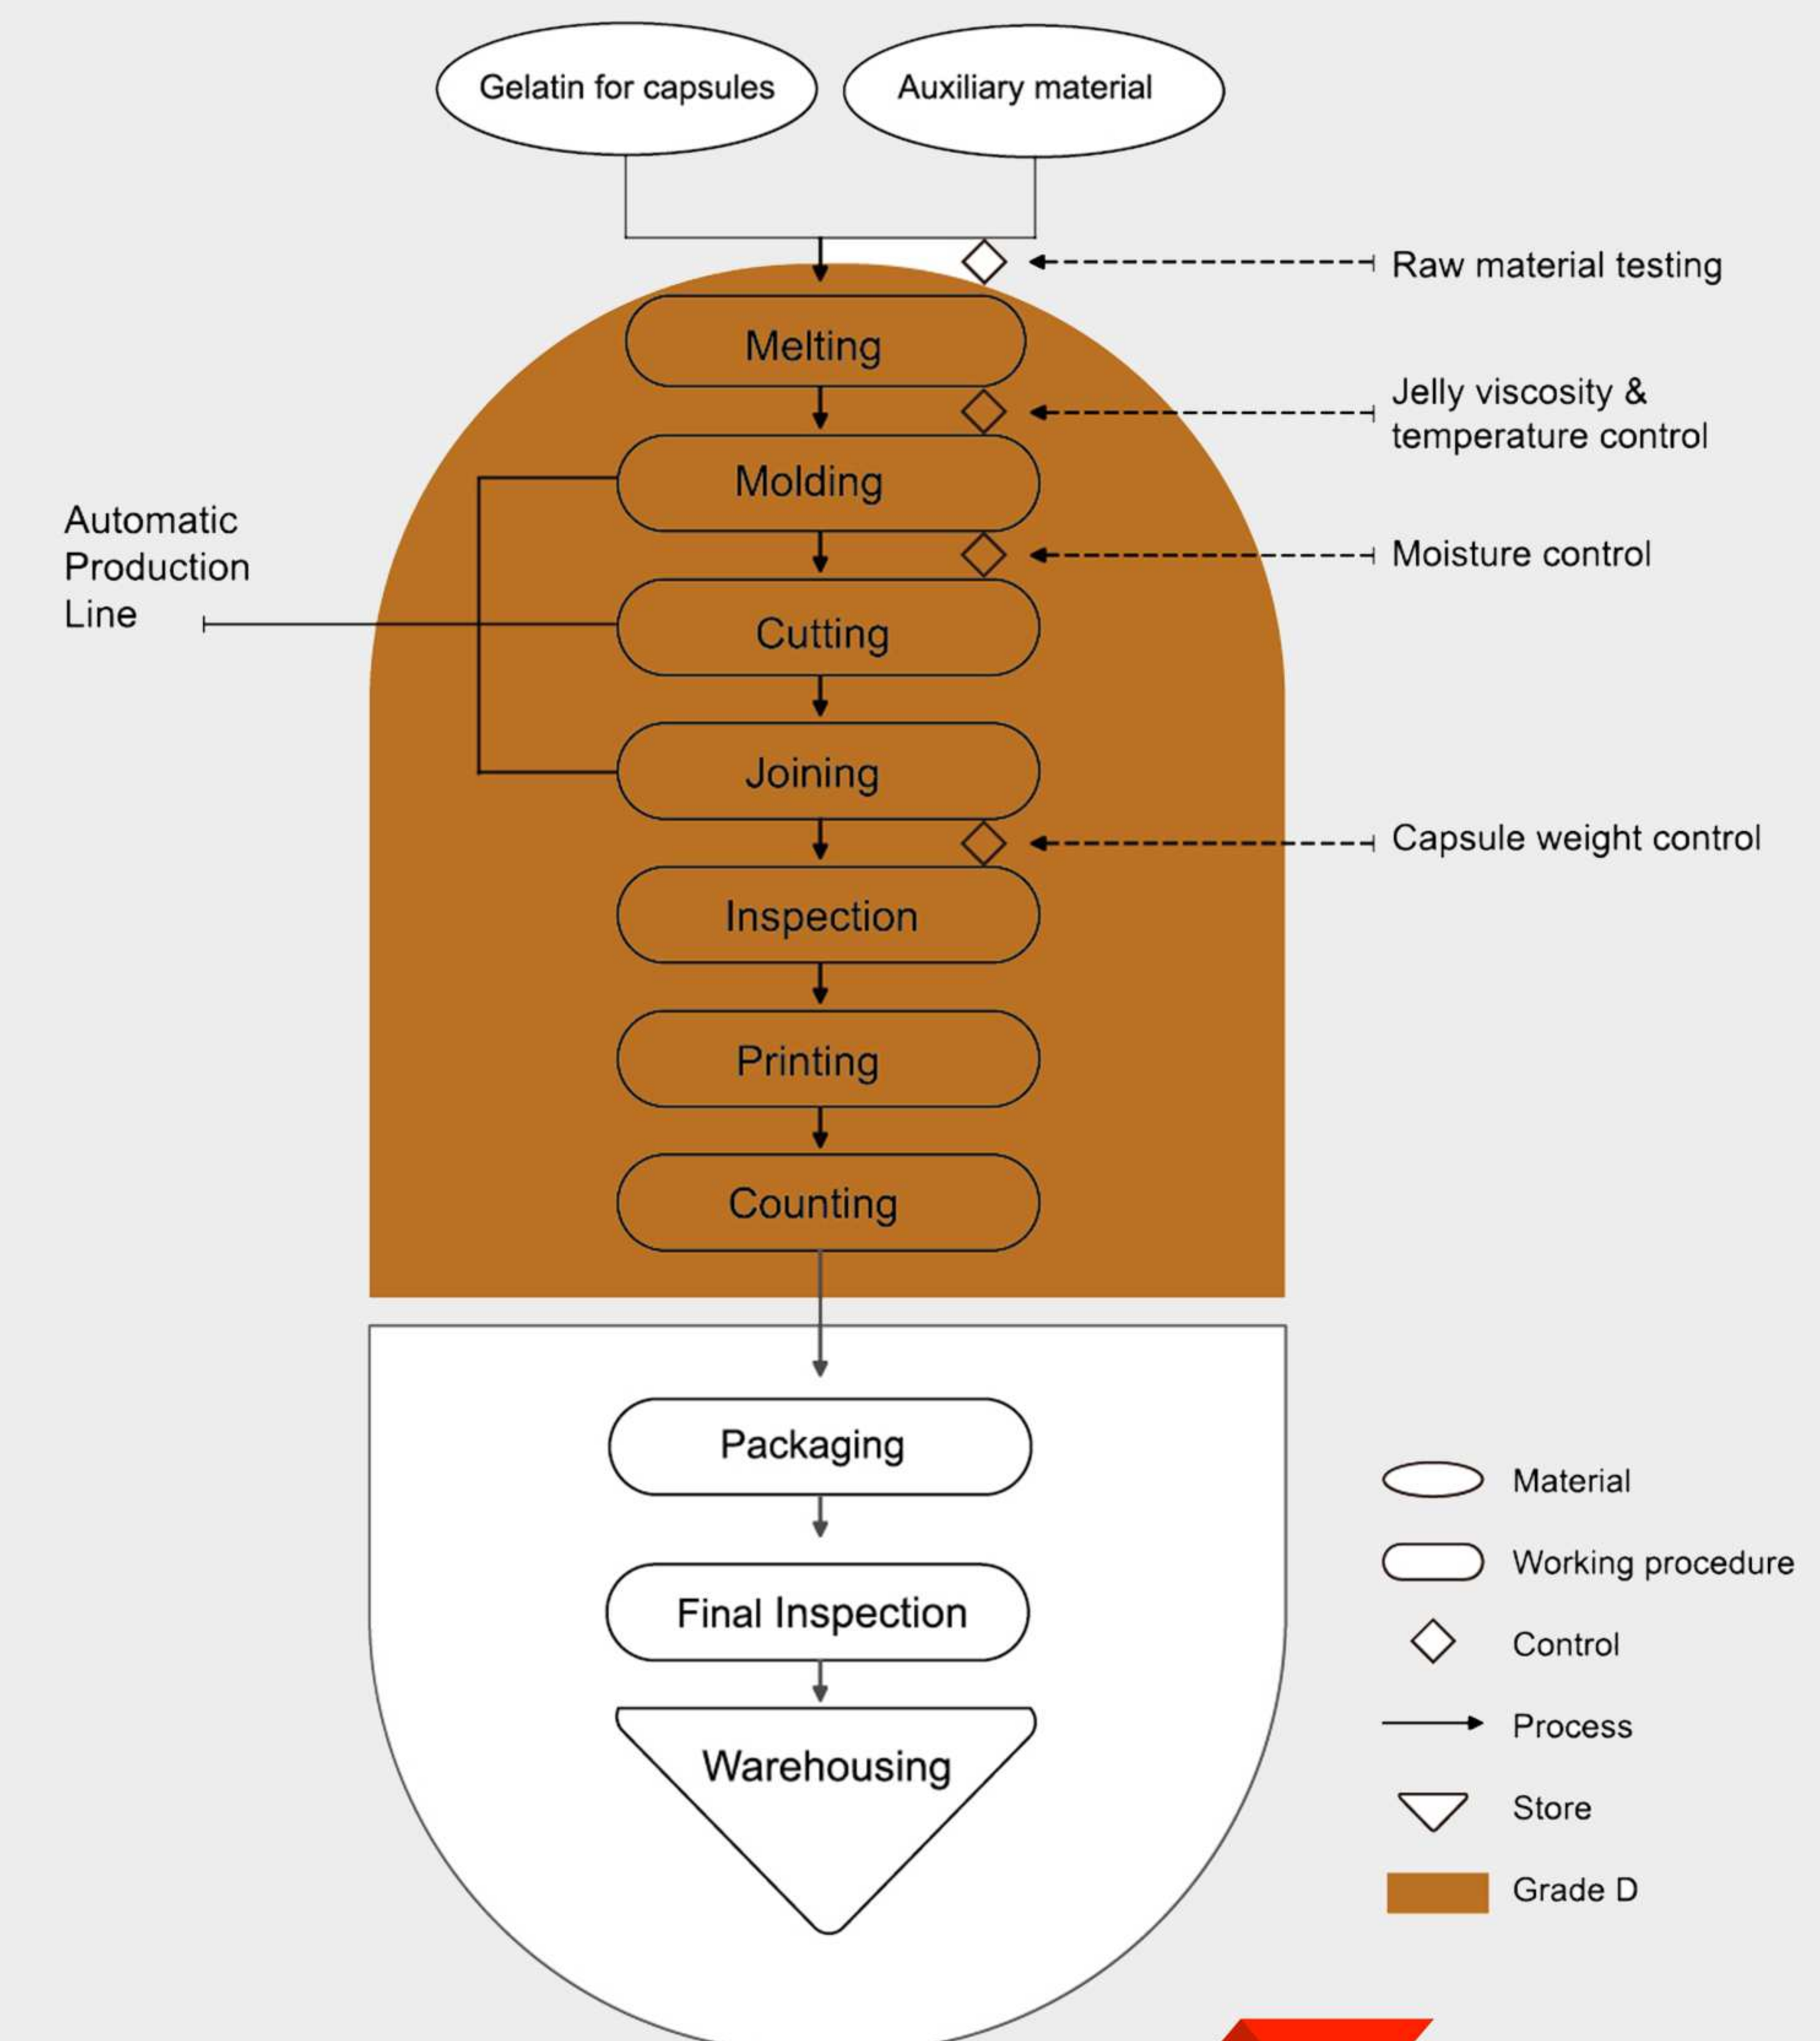 Gelatin for capsules
Auxiliary material
Raw material testing
Melting
Jelly viscosity &
temperature control
Molding
Automatic
Production
Line
Moisture control
Cutting
Joining
Capsule weight control
Inspection
Printing
Counting
Packaging
Final Inspection
Warehousing
Material
Working procedure
Control
Process
Store
Grade D